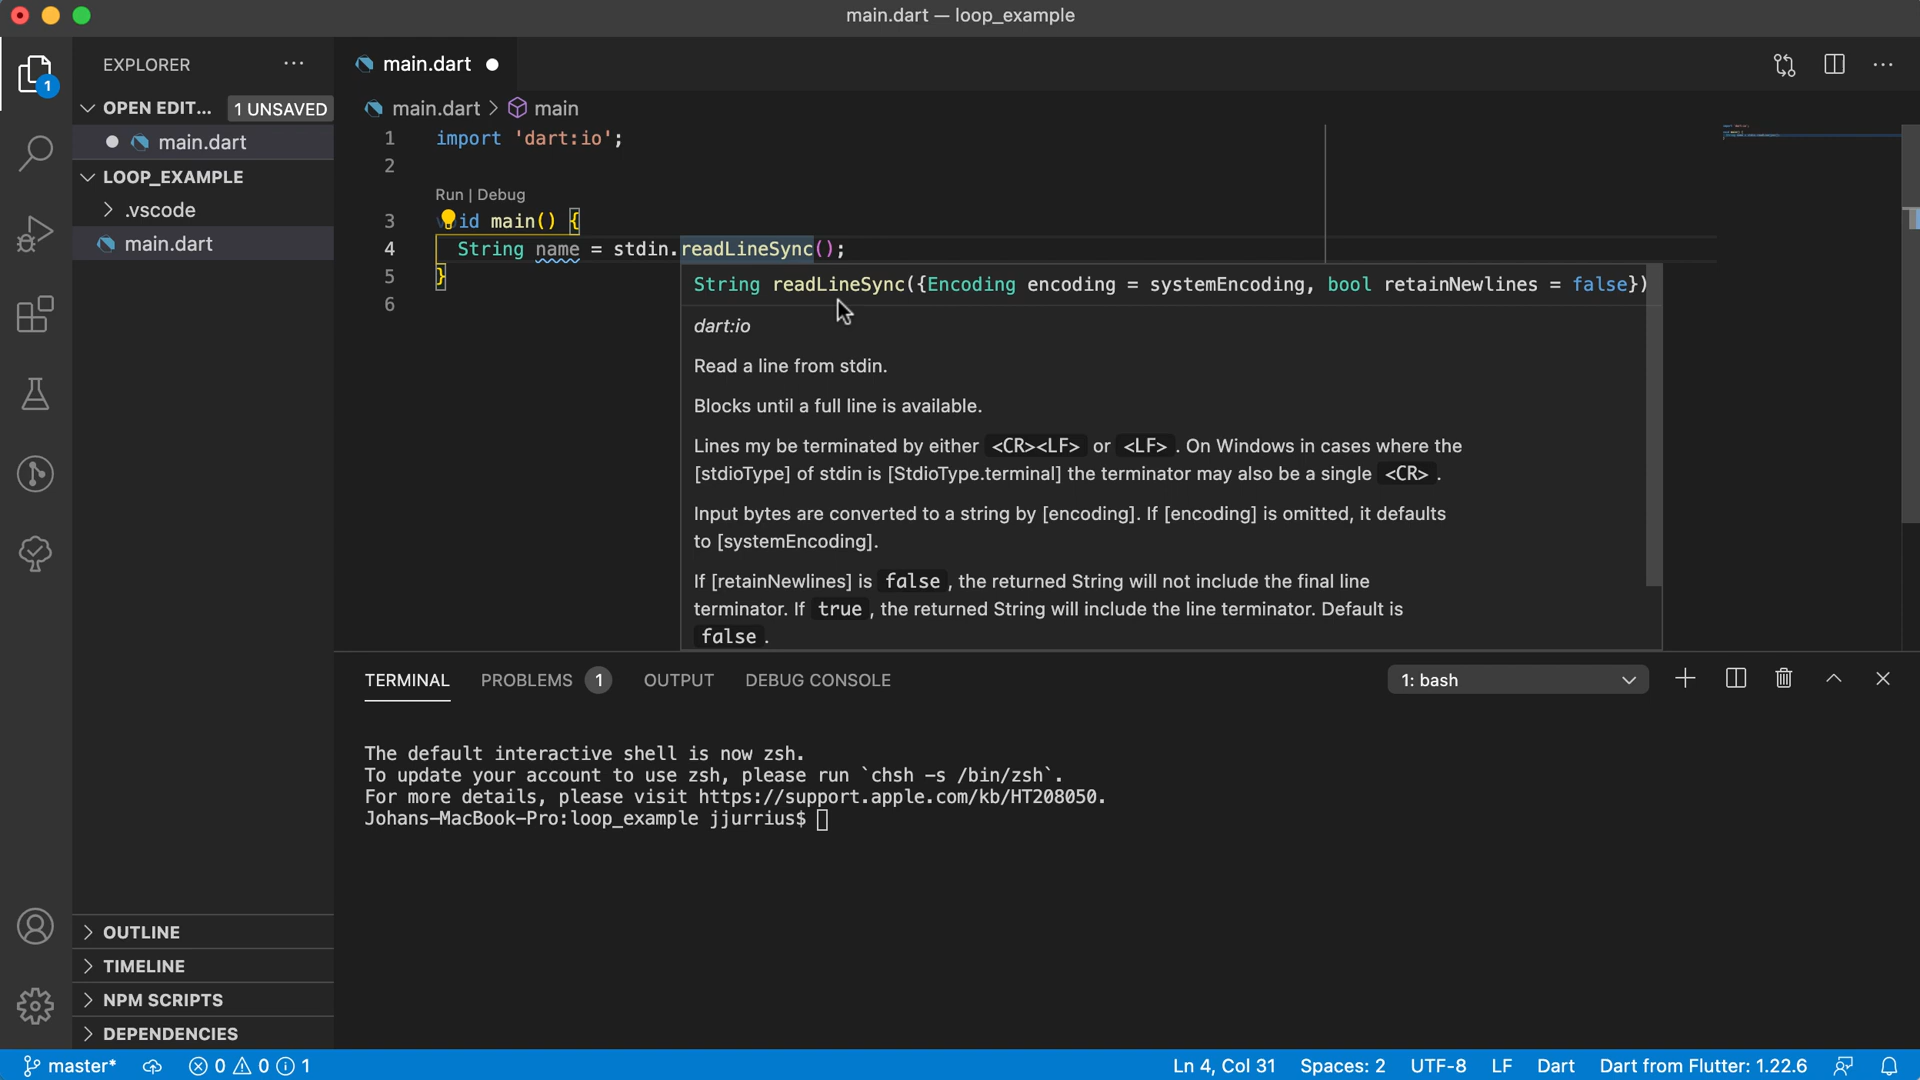 main.dart — loop_example
EXPLORER
1
OPEN EDIT...
1 UNSAVED
main.dart
LOOP_EXAMPLE
.vscode
main.dart
OUTLINE
TIMELINE
NPM SCRIPTS
DEPENDENCIES
main.dart
main.dart > main
1 import 'dart:io';
2
Run | Debug
3 id main() {
4 String name = stdin.readLineSync();
5 }
6
String readLineSync({Encoding encoding = systemEncoding, bool retainNewlines = false})
dart:io
Read a line from stdin.
Blocks until a full line is available.
Lines my be terminated by either <CR><LF> or <LF>. On Windows in cases where the
[stdioType] of stdin is [StdioType.terminal] the terminator may also be a single <CR>.
Input bytes are converted to a string by [encoding]. If [encoding] is omitted, it defaults
to [systemEncoding].
If [retainNewlines] is false, the returned String will not include the final line
terminator. If true, the returned String will include the line terminator. Default is
false.
TERMINAL PROBLEMS 1 OUTPUT DEBUG CONSOLE 1: bash
The default interactive shell is now zsh.
To update your account to use zsh, please run `chsh -s /bin/zsh`.
For more details, please visit https://support.apple.com/kb/HT208050.
Johans-MacBook-Pro:loop_example jjurrius$
master* 0 0 1 Ln 4, Col 31 Spaces: 2 UTF-8 LF Dart Dart from Flutter: 1.22.6